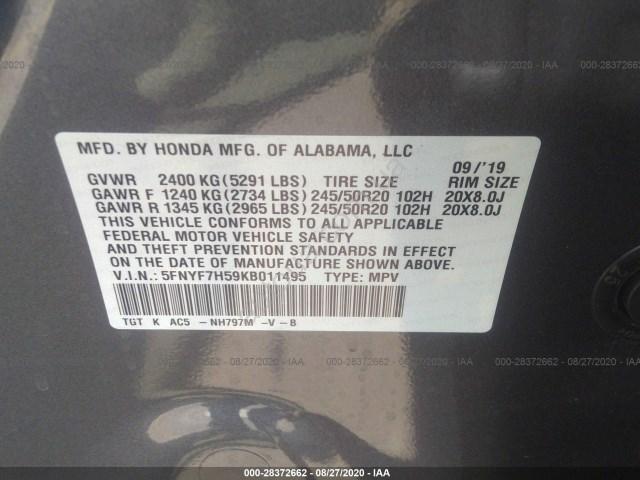 000-28372662 - 08/27/2020 - IAA
MFD. BY HONDA MFG. OF ALABAMA, LLC
09/'19
GVWR 2400 KG(5291 LBS) TIRE SIZE RIM SIZE
GAWR F 1240 KG(2734 LBS) 245/50R20 102H 20X8.0J
GAWR R 1345 KG(2965 LBS) 245/50R20 102H 20X8.0J
THIS VEHICLE CONFORMS TO ALL APPLICABLE
FEDERAL MOTOR VEHICLE SAFETY
AND THEFT PREVENTION STANDARDS IN EFFECT
ON THE DATE OF MANUFACTURE SHOWN ABOVE.
V.I.N.: 5FNYF7H59KB011495 TYPE: MPV
TGT K AC5 -NH797M -V-B
000-28372662 - 08/27/2020 - IAA